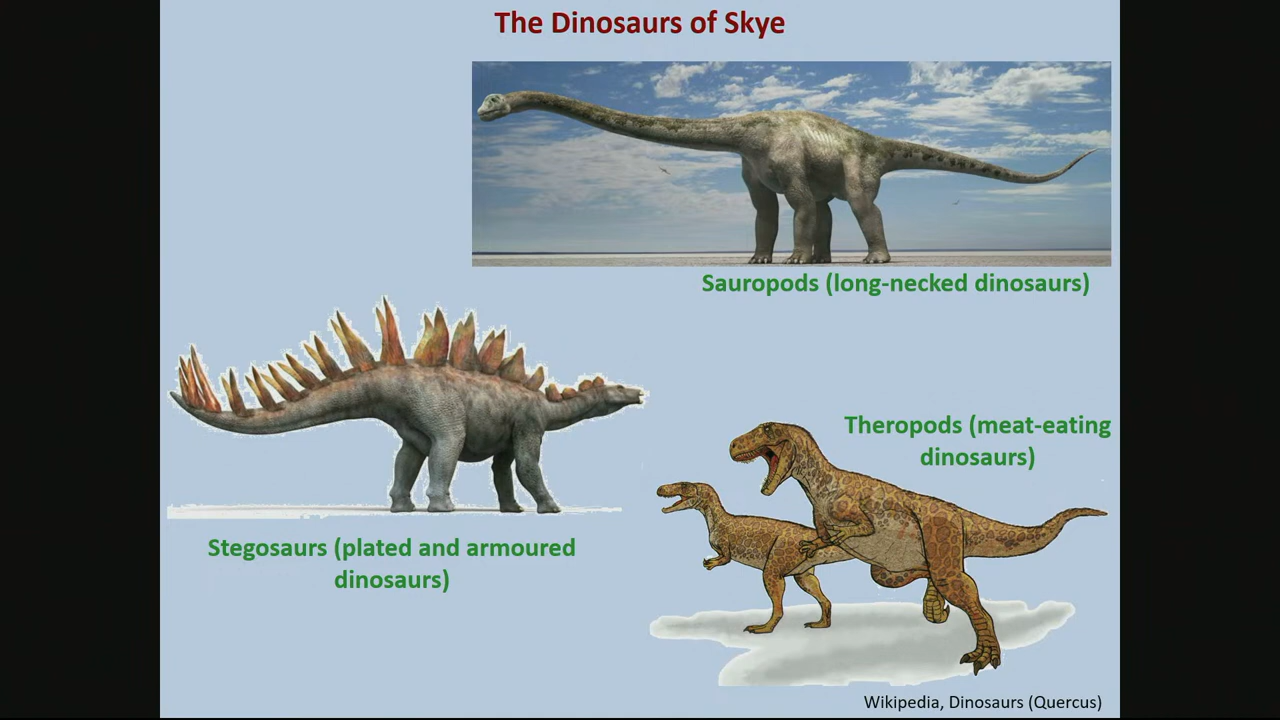 The Dinosaurs of Skye
Sauropods (long-necked dinosaurs)
Theropods (meat-eating
dinosaurs)
Stegosaurs (plated and armoured
dinosaurs)
Wikipedia, Dinosaurs (Quercus)